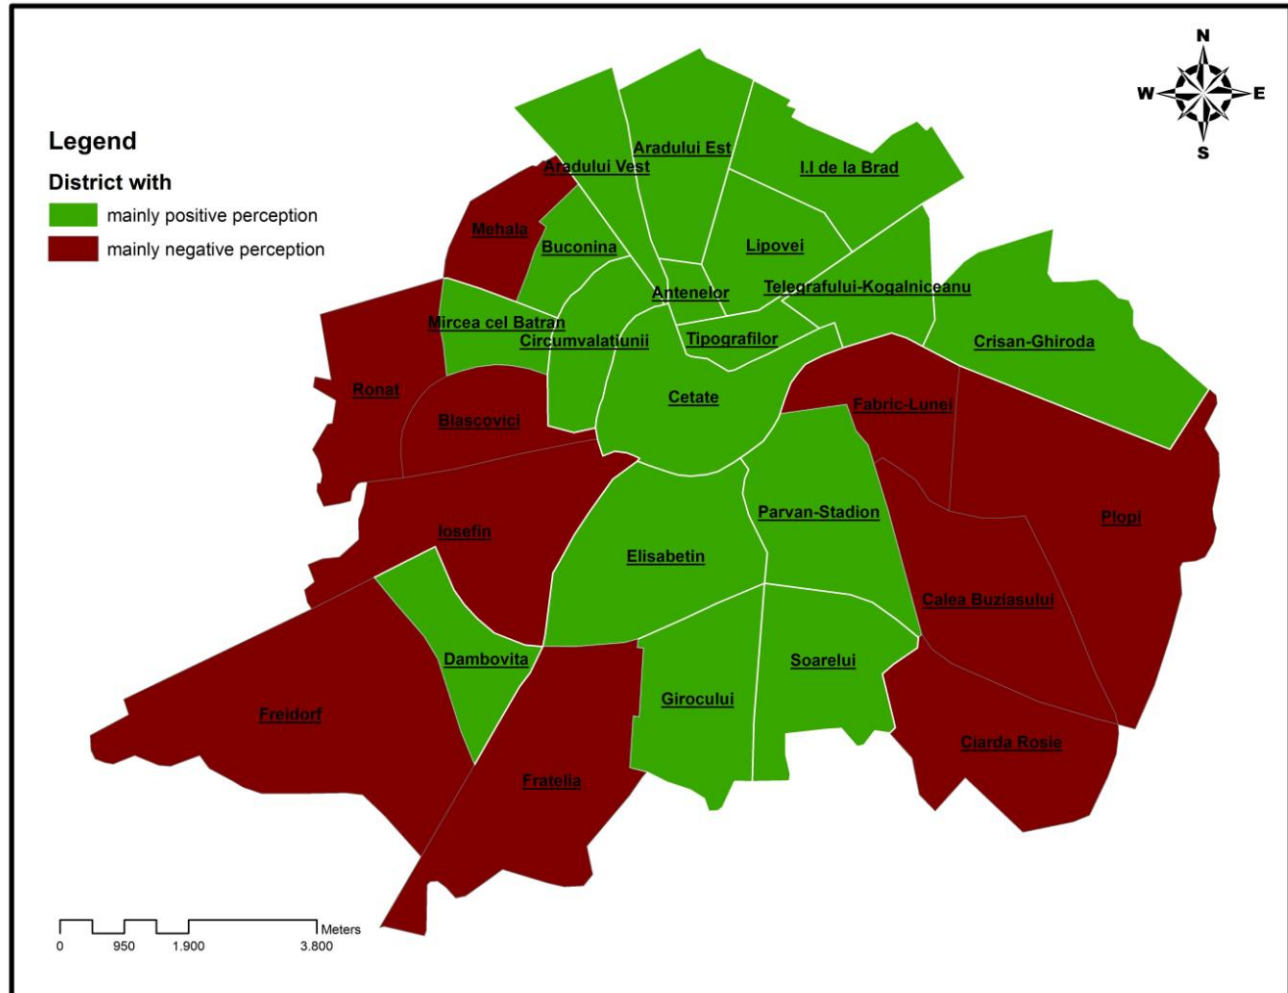 N
W E
S
Legend
District with
mainly positive perception
mainly negative perception
Aradului Est
Aradului Vest
I.I de la Brad
Mehala
Buconina
Lipovei
Antenelor
Telegrafului-Kogalniceanu
Mircea cel Batran
Circumvalatiunii
Tipografilor
Crisan-Ghiroda
Ronat
Cetate
Fabric-Lunei
Blascovici
Parvan-Stadion
Plopi
Iosefin
Elisabetin
Calea Buziasului
Dambovita
Soarelui
Girocului
Freidorf
Ciarda Rosie
Fratelia
Meters
0 950 1.900 3.800